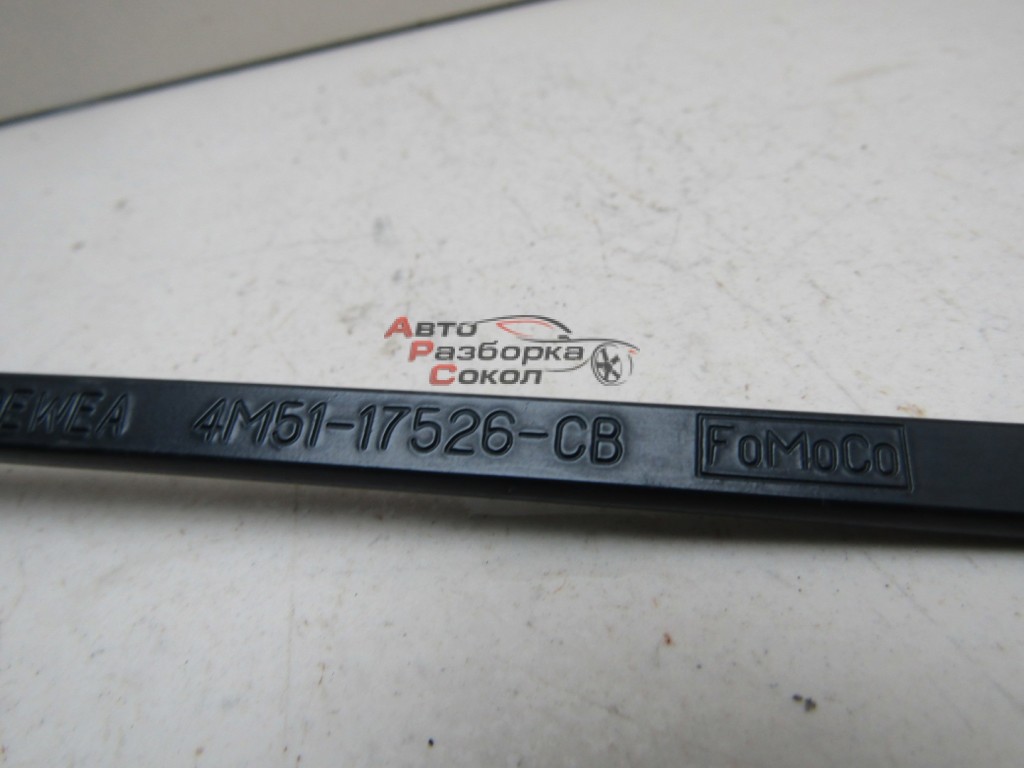 Авто
Разборка
Сокол
4M51-17526-CB FoMoCo